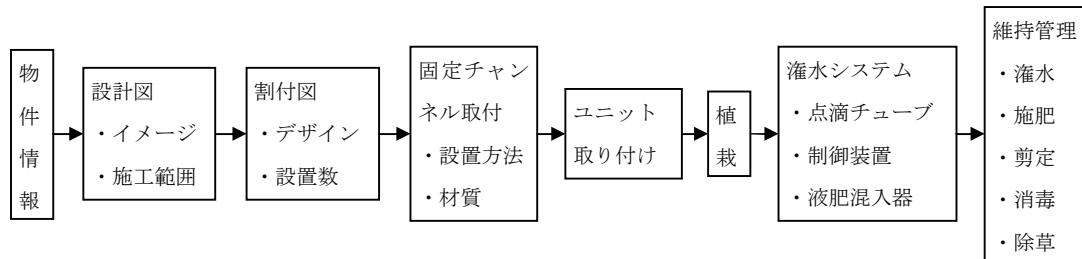 物件情報
設計図
・イメージ
・施工範囲
割付図
・デザイン
・設置数
固定チャン
ネル取付
・設置方法
・材質
ユニット
取り付け
植栽
潅水システム
・点滴チューブ
・制御装置
・液肥混入器
維持管理
・潅水
・施肥
・剪定
・消毒
・除草